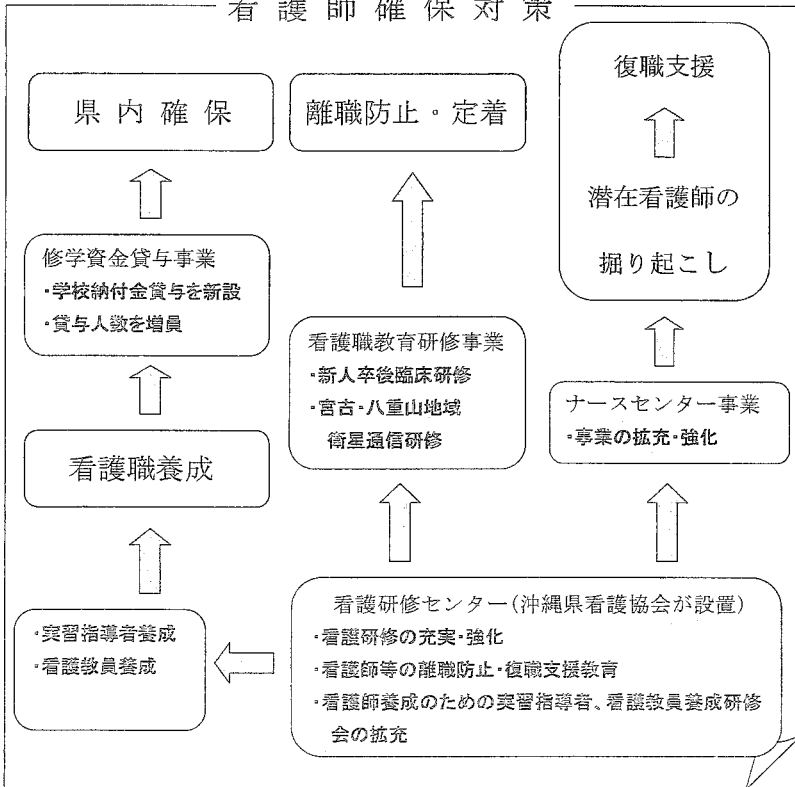 看護師確保対策
県内確保
離職防止・定着
復職支援
潜在看護師の
掘り起こし
修学資金貸与事業
・学校納付金貸与を新設
・貸与人数を増員
看護職教育研修事業
・新人卒後臨床研修
・宮古・八重山地域
衛星通信研修
ナースセンター事業
・事業の拡充・強化
看護職養成
・実習指導者養成
・看護教員養成
看護研修センター(沖縄県看護協会が設置)
・看護研修の充実・強化
・看護師等の離職防止・復職支援教育
・看護師養成のための実習指導者、看護教員養成研修
会の拡充